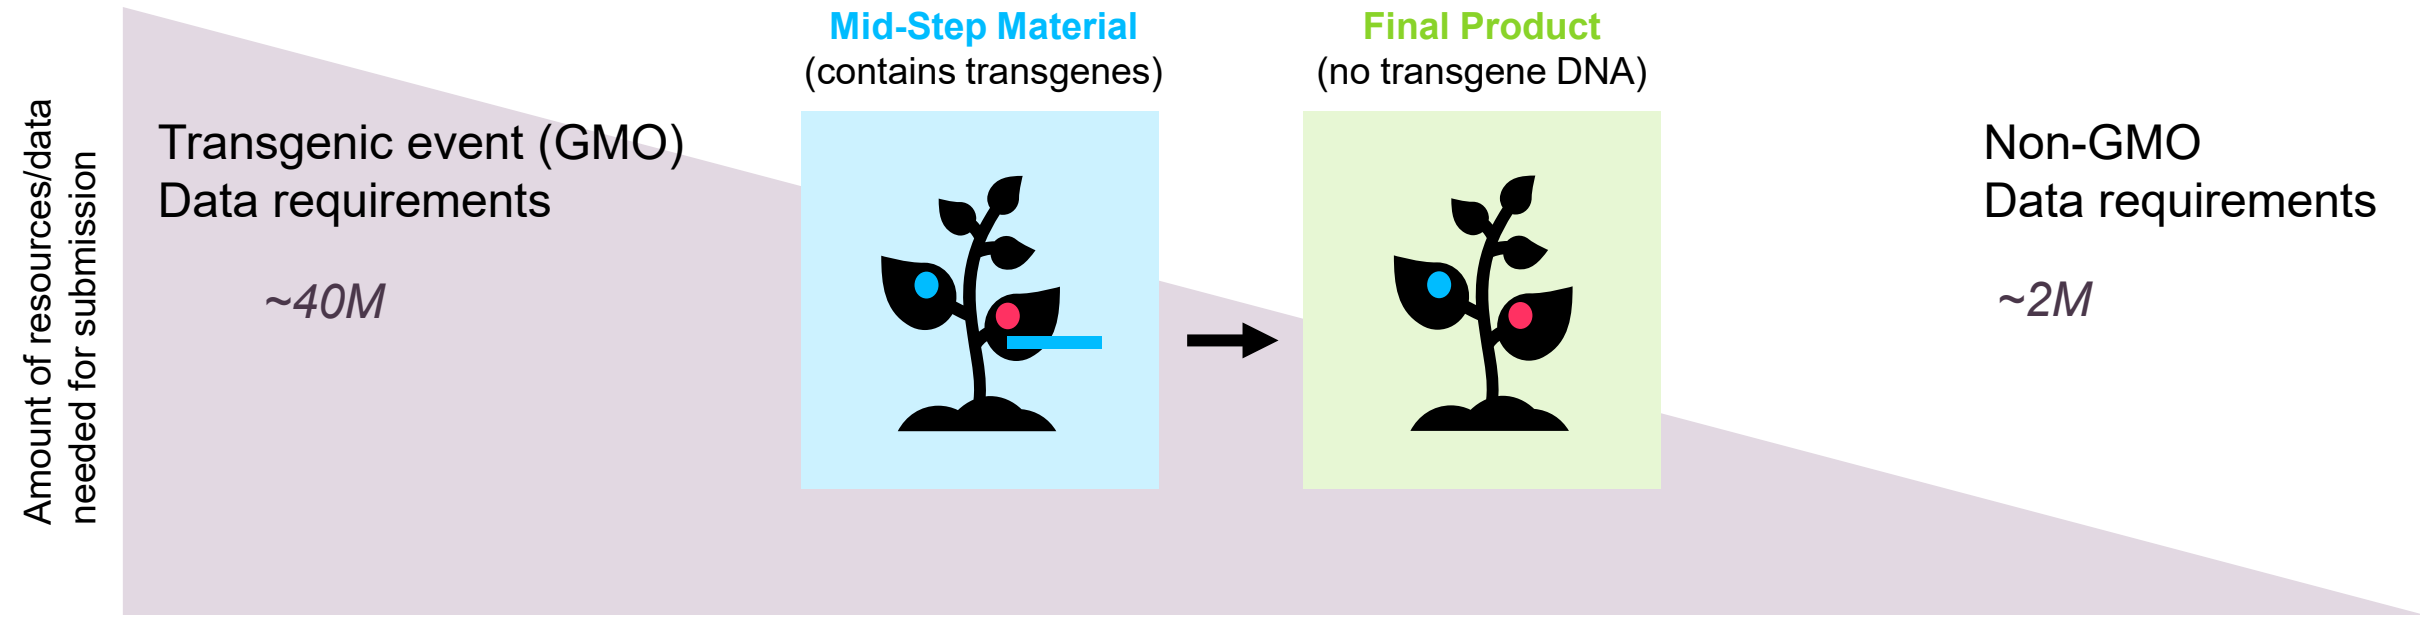 Amount of resources/data
needed for submission
Transgenic event (GMO)
Data requirements
~40M
Mid-Step Material
(contains transgenes)
Final Product
(no transgene DNA)
Non-GMO
Data requirements
~2M